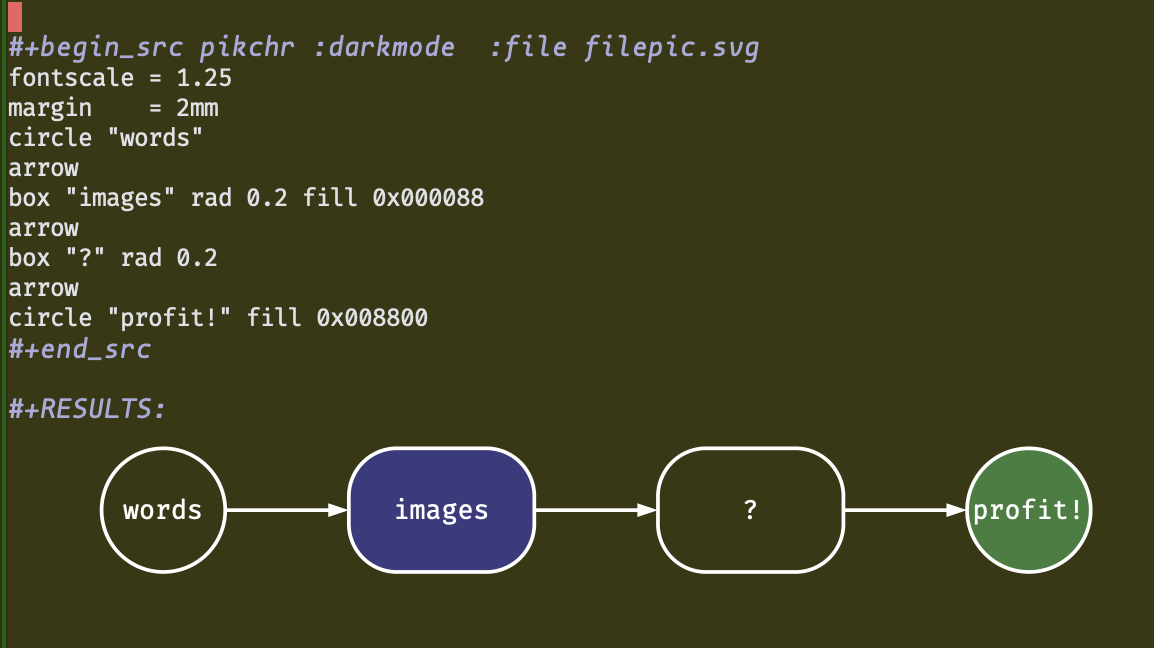 #+begin_src pikchr :darkmode  :file filepic.svg
fontscale = 1.25
margin    = 2mm
circle "words"
arrow
box "images" rad 0.2 fill 0x000088
arrow
box "?" rad 0.2
arrow
circle "profit!" fill 0x008800
#+end_src
#+RESULTS:
words
images
?
profit!